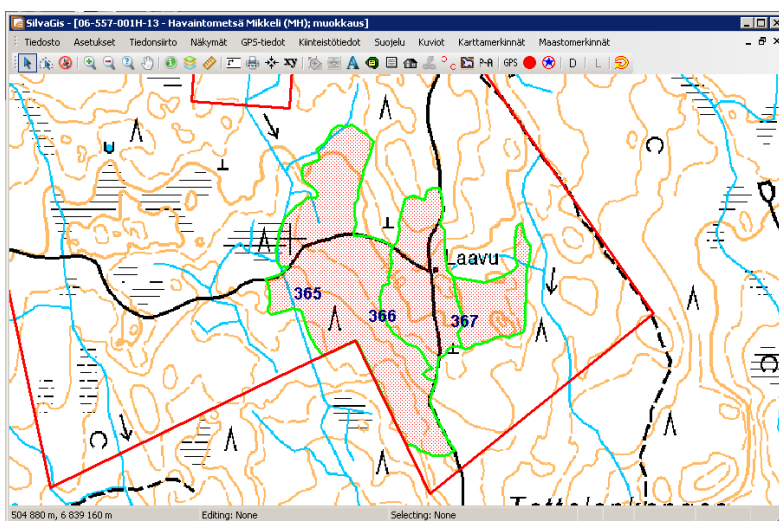 SilvaGis - [06-557-001H-13 - Havaintometsä Mikkeli (MH); muokkaus]
Tiedosto Asetukset Tiedonsiirto Näkymät GPS-tiedot Kiinteistötiedot Suojelu Kuviot Karttamerkinnät Maastomerkinnät
xy A P-A GPS D L
Laavu
365
366
367
504 880 m, 6 839 160 m Editing: None Selecting: None